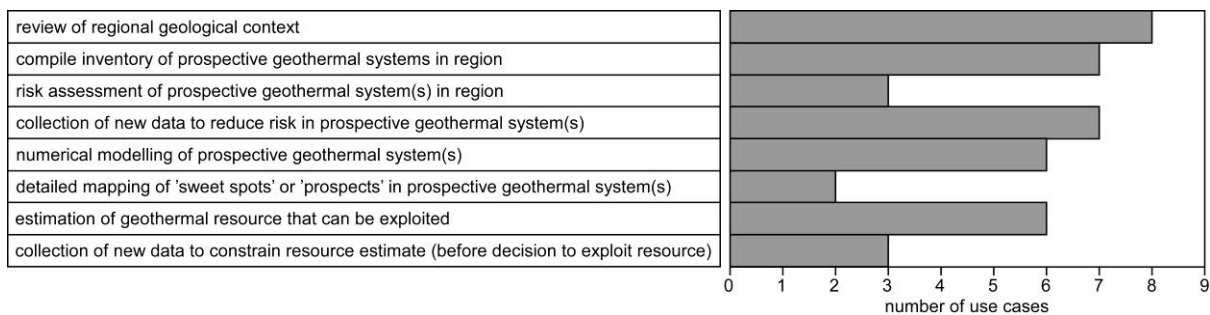 review of regional geological context
compile inventory of prospective geothermal systems in region
risk assessment of prospective geothermal system(s) in region
collection of new data to reduce risk in prospective geothermal system(s)
numerical modelling of prospective geothermal system(s)
detailed mapping of 'sweet spots' or 'prospects' in prospective geothermal system(s)
estimation of geothermal resource that can be exploited
collection of new data to constrain resource estimate (before decision to exploit resource)
0 1 2 3 4 5 6 7 8 9
number of use cases